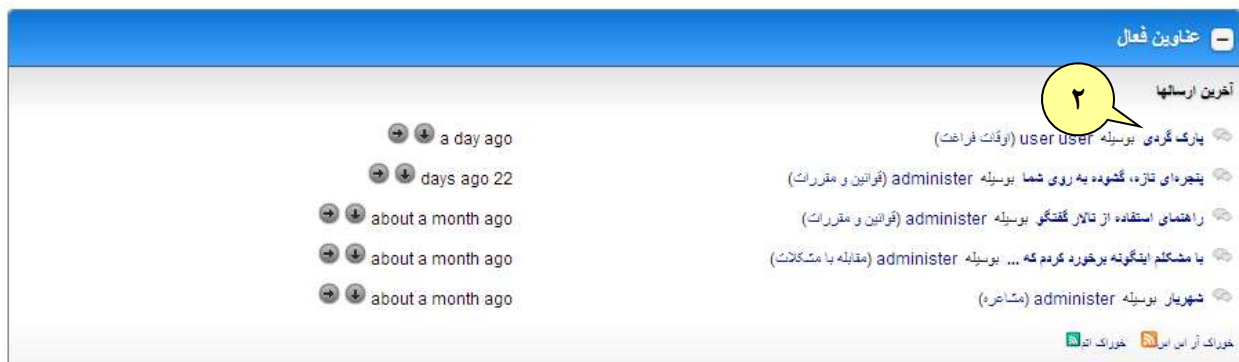 عناوین فعال
آخرین ارسالها
۲
پارک گردی بوسیله user user (اوقات فراغت) a day ago
پنجره‌ای تازه، گشوده به روی شما بوسیله administer (قوانین و مقررات) days ago 22
راهنمای استفاده از تالار گفتگو بوسیله administer (قوانین و مقررات) about a month ago
با مشکلم اینگونه برخورد کردم که ... بوسیله administer (مقابله با مشکلات) about a month ago
شهریار بوسیله administer (مشاعره) about a month ago
خوراک آر اس اس خوراک اتم